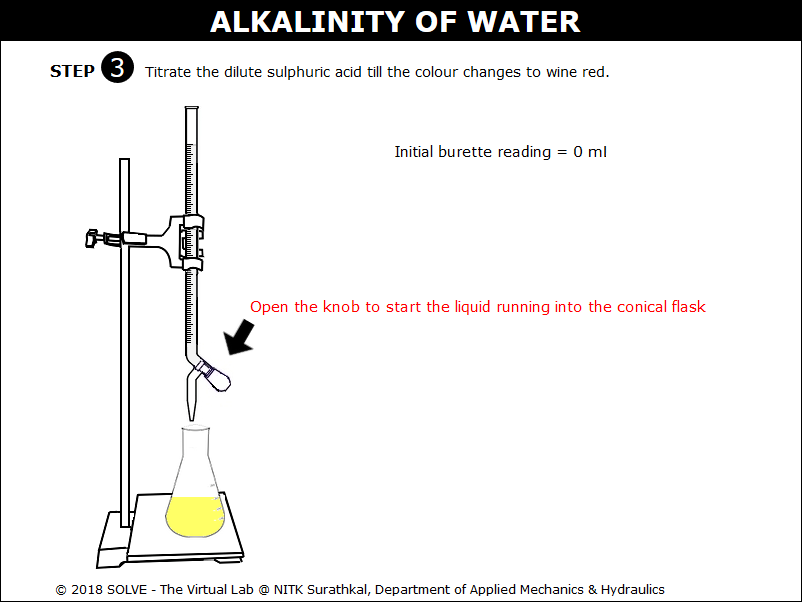 ALKALINITY OF WATER
STEP 3 Titrate the dilute sulphuric acid till the colour changes to wine red.
Initial burette reading = 0 ml
Open the knob to start the liquid running into the conical flask
© 2018 SOLVE - The Virtual Lab @ NITK Surathkal, Department of Applied Mechanics & Hydraulics